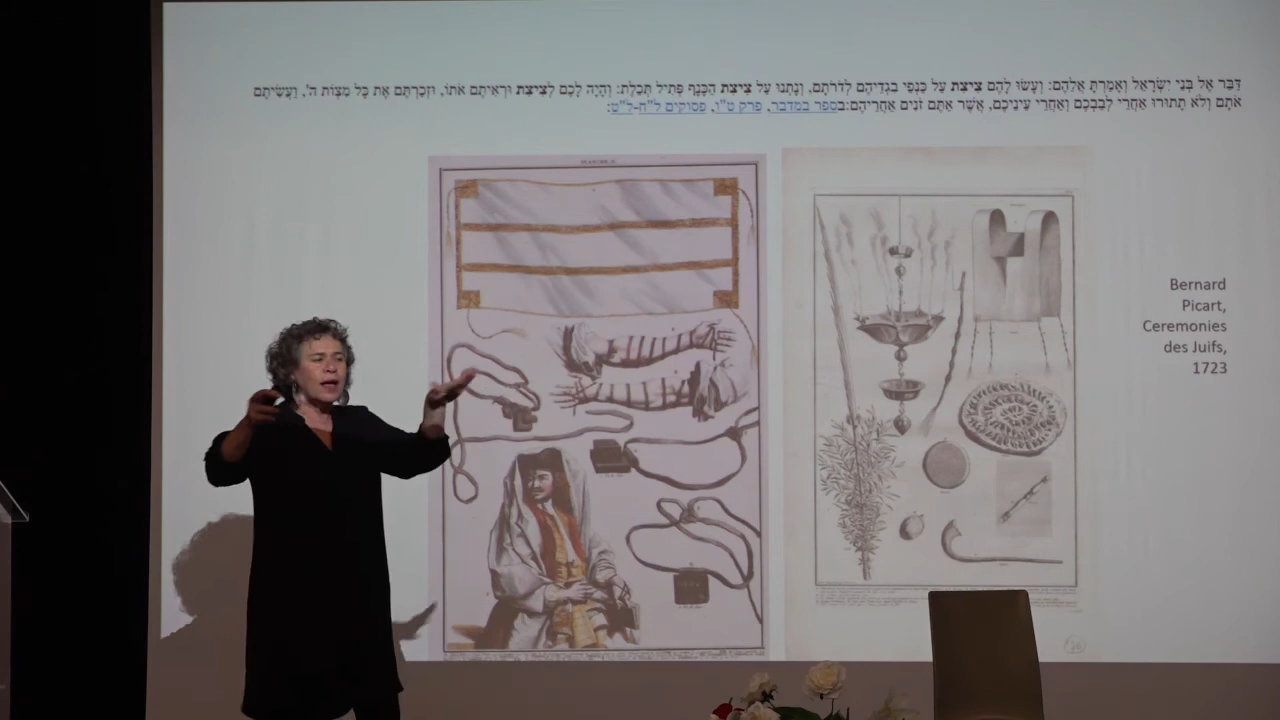 דַּבֵּר אֶל בְּנֵי יִשְׂרָאֵל וְאָמַרְתָּ אֲלֵהֶם: וְעָשׂוּ לָהֶם צִיצִת עַל כַּנְפֵי בִגְדֵיהֶם לְדֹרֹתָם, וְנָתְנוּ עַל צִיצִת הַכָּנָף פְּתִיל תְּכֵלֶת: וְהָיָה לָכֶם לְצִיצִת וּרְאִיתֶם אֹתוֹ, וּזְכַרְתֶּם אֶת כָּל מִצְוֹת ה', וַעֲשִׂיתֶם
אֹתָם וְלֹא תָתוּרוּ אַחֲרֵי לְבַבְכֶם וְאַחֲרֵי עֵינֵיכֶם, אֲשֶׁר אַתֶּם זֹנִים אַחֲרֵיהֶם:בספר במדבר, פרק ט"ו, פסוקים ל"ח-ל"ט:
Bernard
Picart,
Ceremonies
des Juifs,
1723